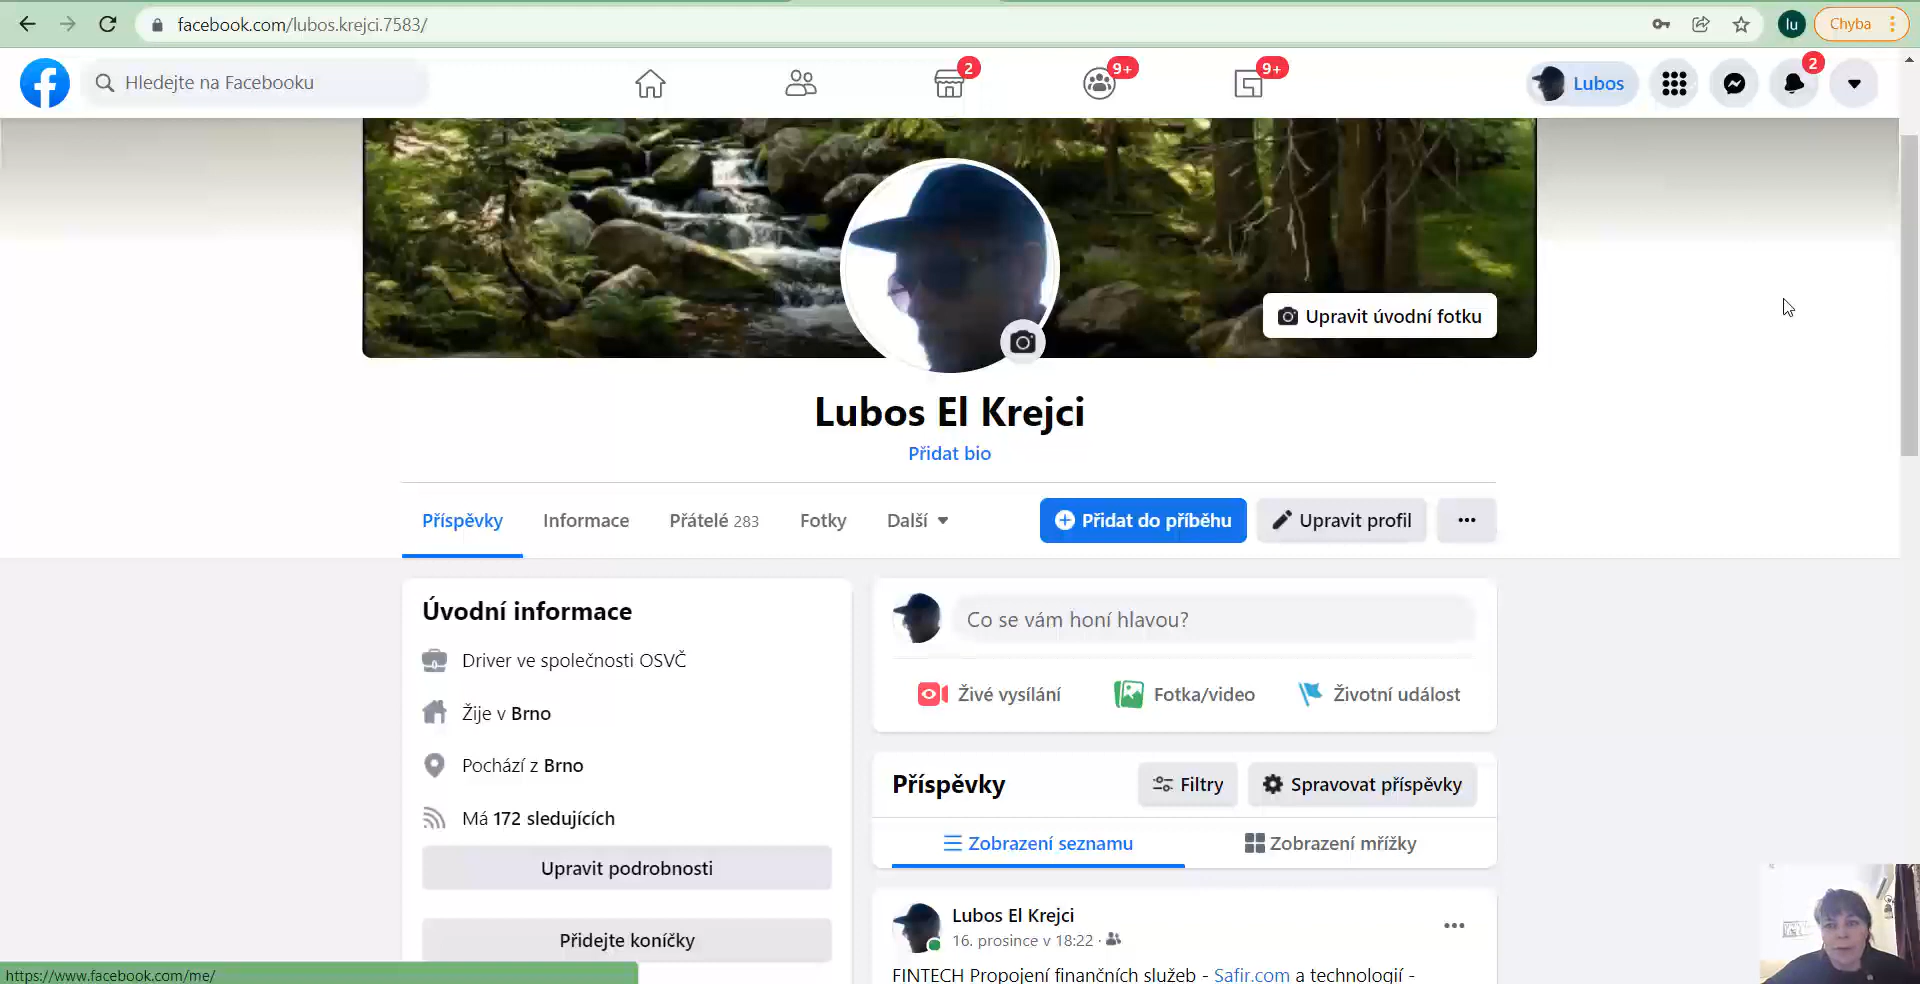 facebook.com/lubos.krejci.7583/
lu
Chyba
Hledejte na Facebooku
2
9+
9+
Lubos
2
Upravit úvodní fotku
Lubos El Krejci
Přidat bio
Příspěvky
Informace
Přátelé 283
Fotky
Další
Přidat do příběhu
Upravit profil
Úvodní informace
Driver ve společnosti OSVČ
Žije v Brno
Pochází z Brno
Má 172 sledujících
Upravit podrobnosti
Přidejte koníčky
Co se vám honí hlavou?
Živé vysílání
Fotka/video
Životní událost
Příspěvky
Filtry
Spravovat příspěvky
Zobrazení seznamu
Zobrazení mřížky
Lubos El Krejci
16. prosince v 18:22 ·
FINTECH Propojení finančních služeb - Safir.com a technologií -
https://www.facebook.com/me/